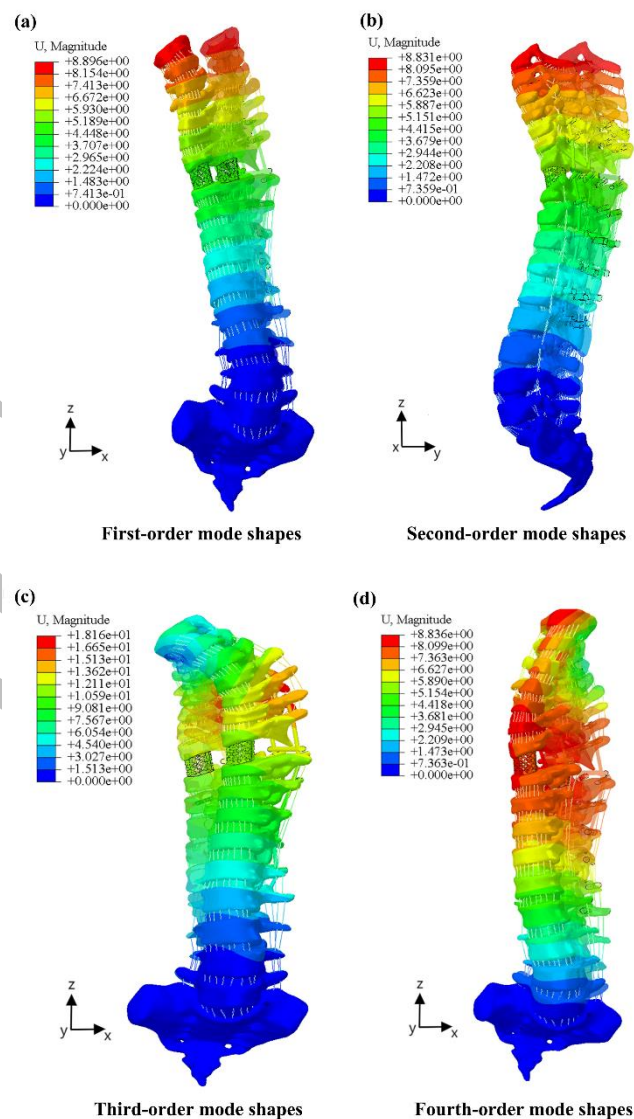 (a)
U, Magnitude
+8.896e+00
+8.154e+00
+7.413e+00
+6.672e+00
+5.930e+00
+5.189e+00
+4.448e+00
+3.707e+00
+2.965e+00
+2.224e+00
+1.483e+00
+7.413e-01
+0.000e+00
z
y
x
First-order mode shapes
(b)
U, Magnitude
+8.831e+00
+8.095e+00
+7.359e+00
+6.623e+00
+5.887e+00
+5.151e+00
+4.415e+00
+3.679e+00
+2.944e+00
+2.208e+00
+1.472e+00
+7.359e-01
+0.000e+00
z
x
y
Second-order mode shapes
(c)
U, Magnitude
+1.816e+01
+1.665e+01
+1.513e+01
+1.362e+01
+1.211e+01
+1.059e+01
+9.081e+00
+7.567e+00
+6.054e+00
+4.540e+00
+3.027e+00
+1.513e+00
+0.000e+00
z
y
x
Third-order mode shapes
(d)
U, Magnitude
+8.836e+00
+8.099e+00
+7.363e+00
+6.627e+00
+5.890e+00
+5.154e+00
+4.418e+00
+3.681e+00
+2.945e+00
+2.209e+00
+1.473e+00
+7.363e-01
+0.000e+00
z
y
x
Fourth-order mode shapes